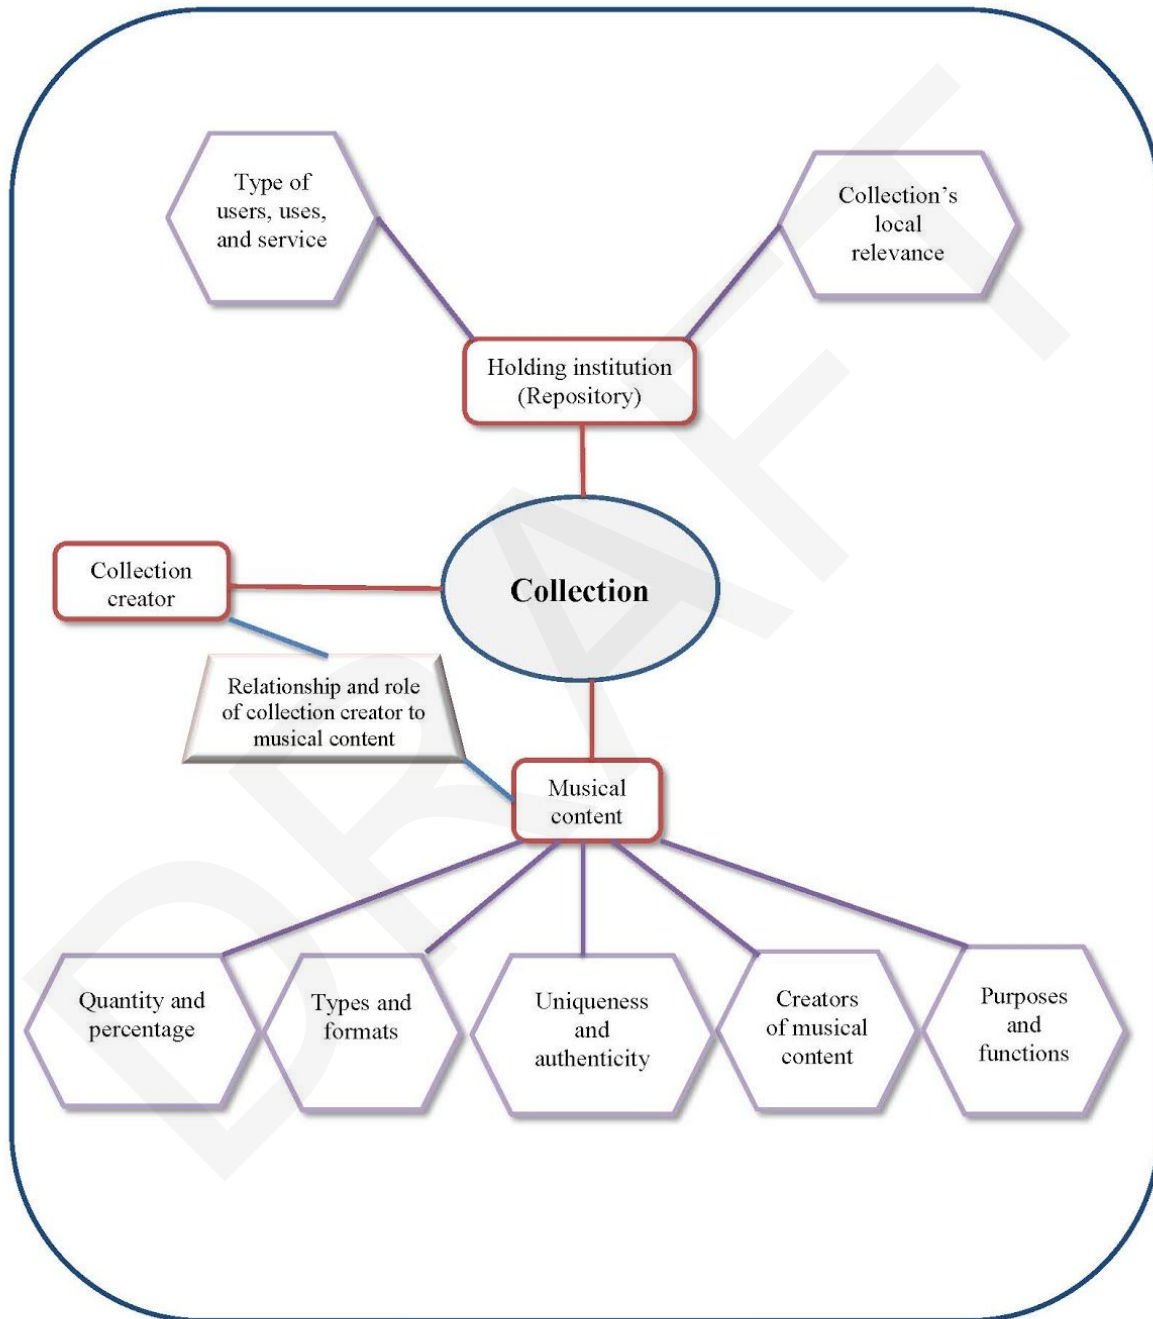 Type of
users, uses,
and service
Collection's
local
relevance
Holding institution
(Repository)
Collection
creator
Collection
Relationship and role
of collection creator to
musical content
Musical
content
Quantity and
percentage
Types and
formats
Uniqueness
and
authenticity
Creators
of musical
content
Purposes
and
functions
DRAFT